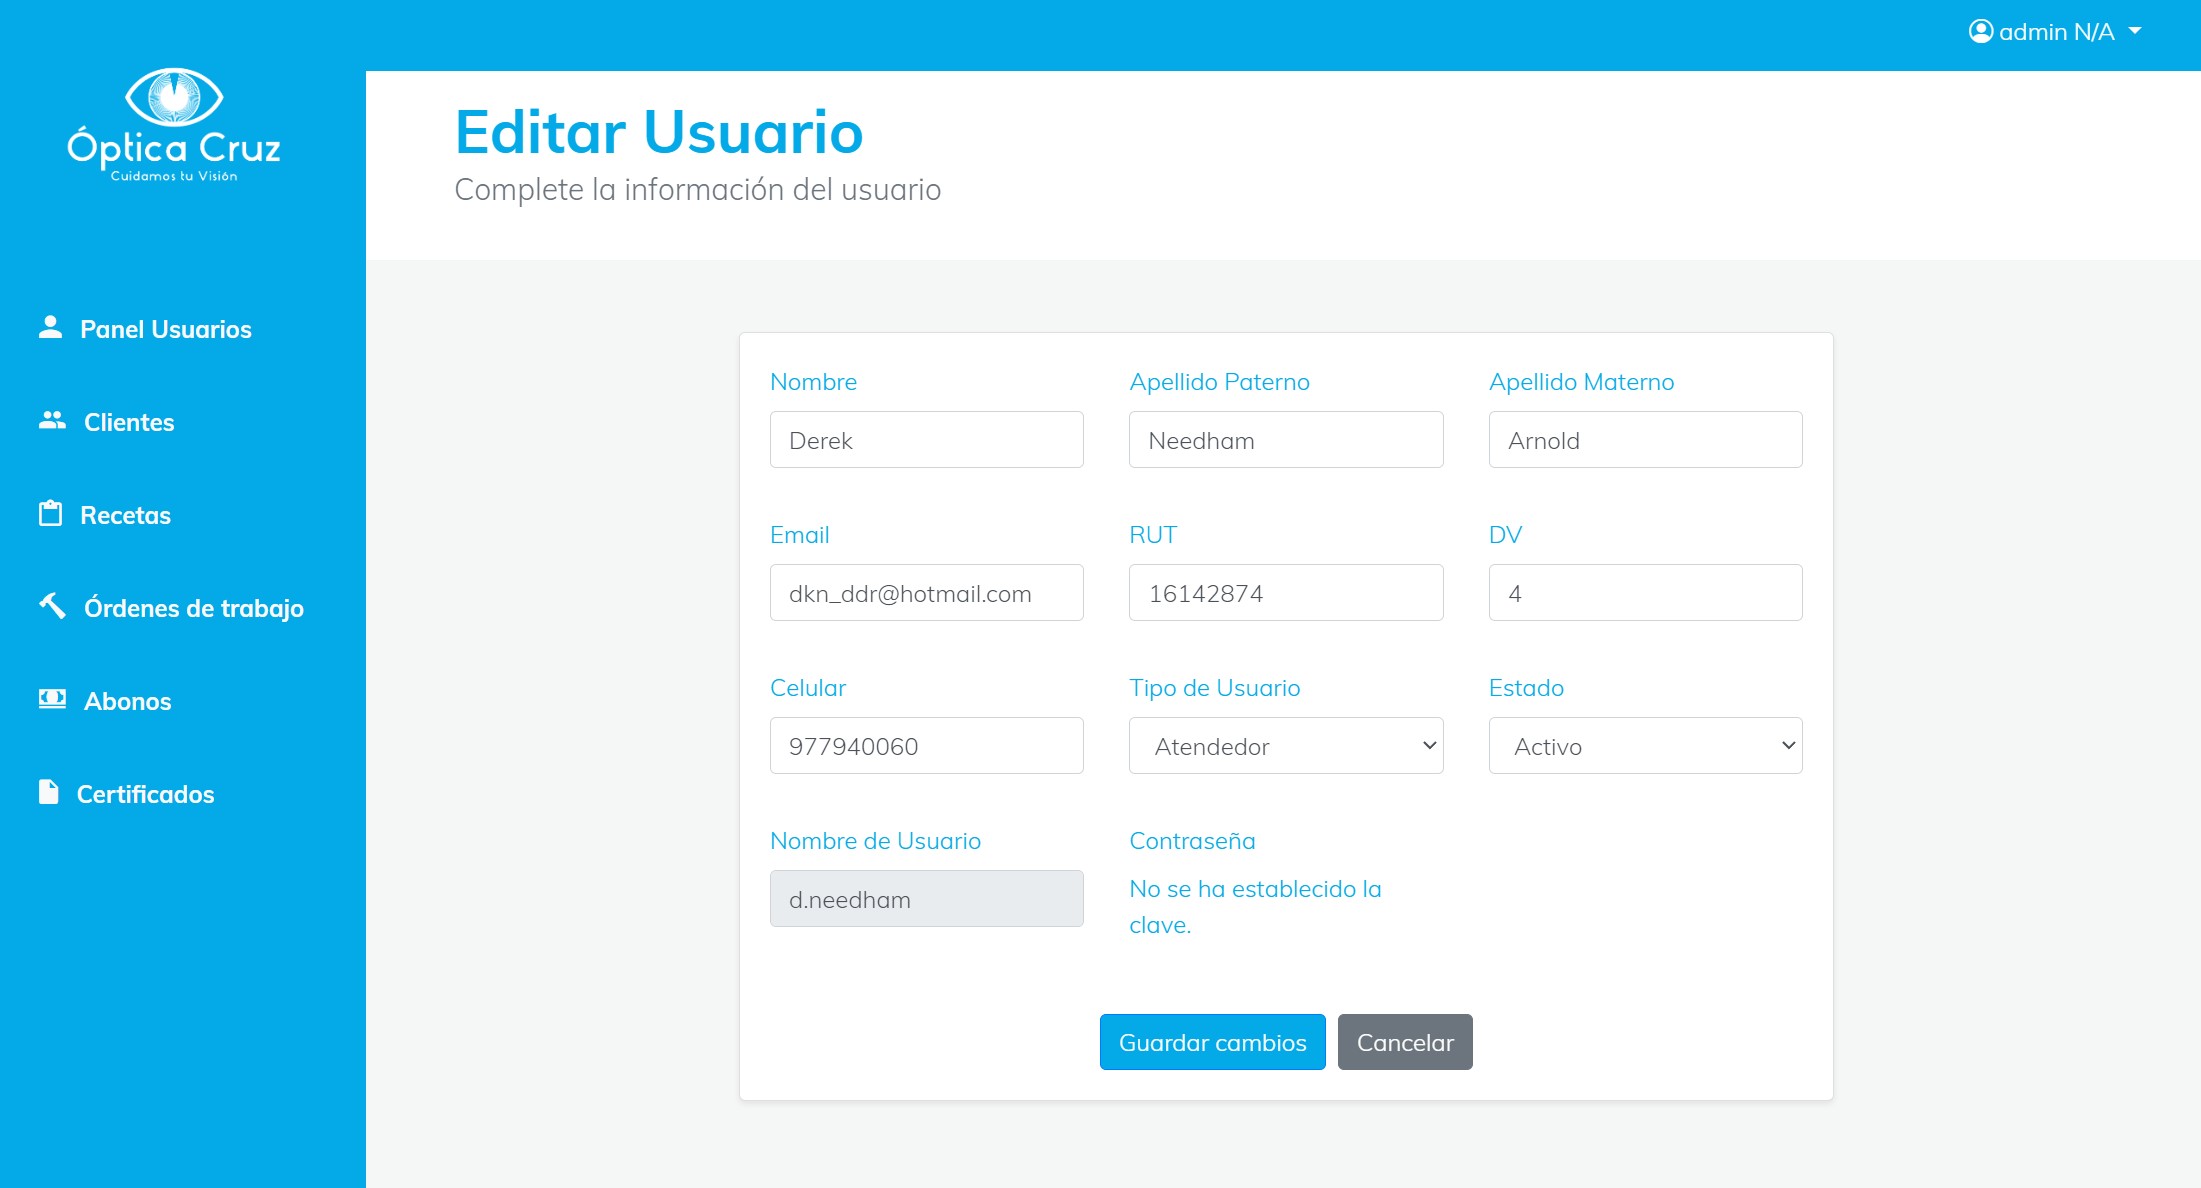 admin N/A
Óptica Cruz
Cuidamos tu Visión
Panel Usuarios
Clientes
Recetas
Órdenes de trabajo
Abonos
Certificados
Editar Usuario
Complete la información del usuario
Nombre
Apellido Paterno
Apellido Materno
Derek
Needham
Arnold
Email
RUT
DV
dkn_ddr@hotmail.com
16142874
4
Celular
Tipo de Usuario
Estado
977940060
Atendedor
Activo
Nombre de Usuario
Contraseña
d.needham
No se ha establecido la
clave.
Guardar cambios
Cancelar